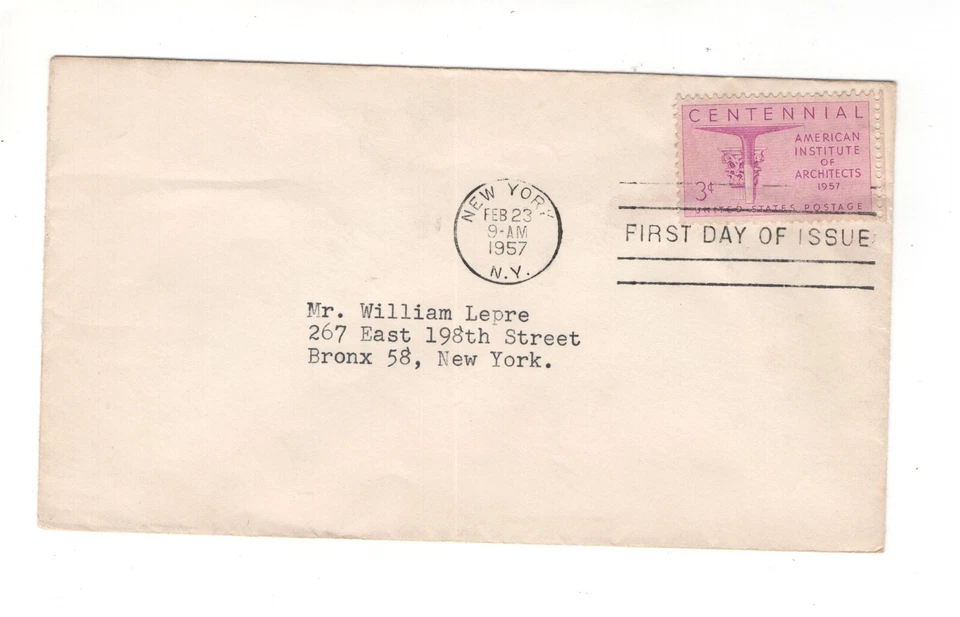 CENTENNIAL
AMERICAN
INSTITUTE
OF
ARCHITECTS
1957
3¢
UNITED STATES POSTAGE
NEW YORK
FEB 23
9-AM
1957
N.Y.
FIRST DAY OF ISSUE
Mr. William Lepre
267 East 198th Street
Bronx 58, New York.